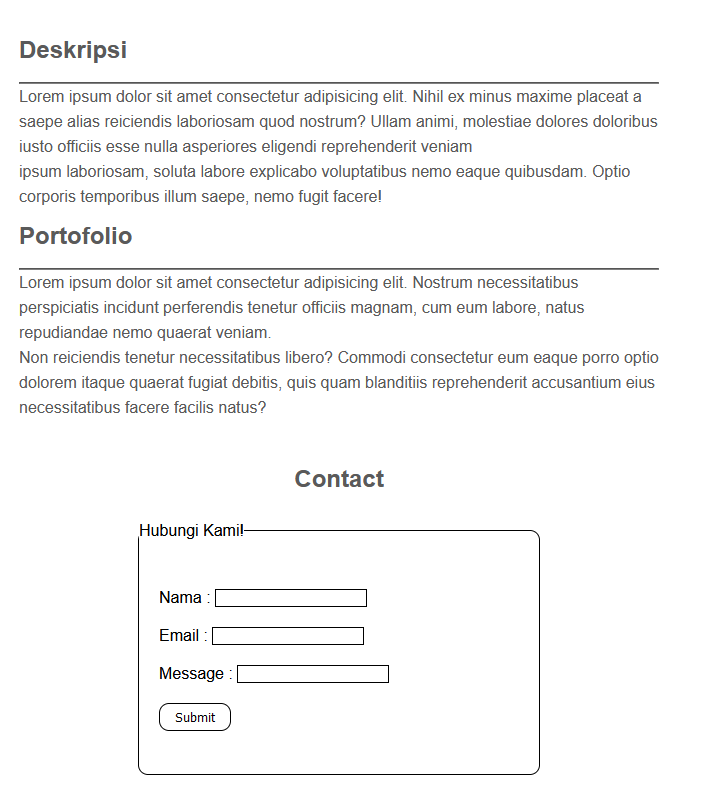 Deskripsi
Lorem ipsum dolor sit amet consectetur adipisicing elit. Nihil ex minus maxime placeat a
saepe alias reiciendis laboriosam quod nostrum? Ullam animi, molestiae dolores doloribus
iusto officiis esse nulla asperiores eligendi reprehenderit veniam
ipsum laboriosam, soluta labore explicabo voluptatibus nemo eaque quibusdam. Optio
corporis temporibus illum saepe, nemo fugit facere!
Portofolio
Lorem ipsum dolor sit amet consectetur adipisicing elit. Nostrum necessitatibus
perspiciatis incidunt perferendis tenetur officiis magnam, cum eum labore, natus
repudiandae nemo quaerat veniam.
Non reiciendis tenetur necessitatibus libero? Commodi consectetur eum eaque porro optio
dolorem itaque quaerat fugiat debitis, quis quam blanditiis reprehenderit accusantium eius
necessitatibus facere facilis natus?
Contact
Hubungi Kami!
Nama :
Email :
Message :
Submit